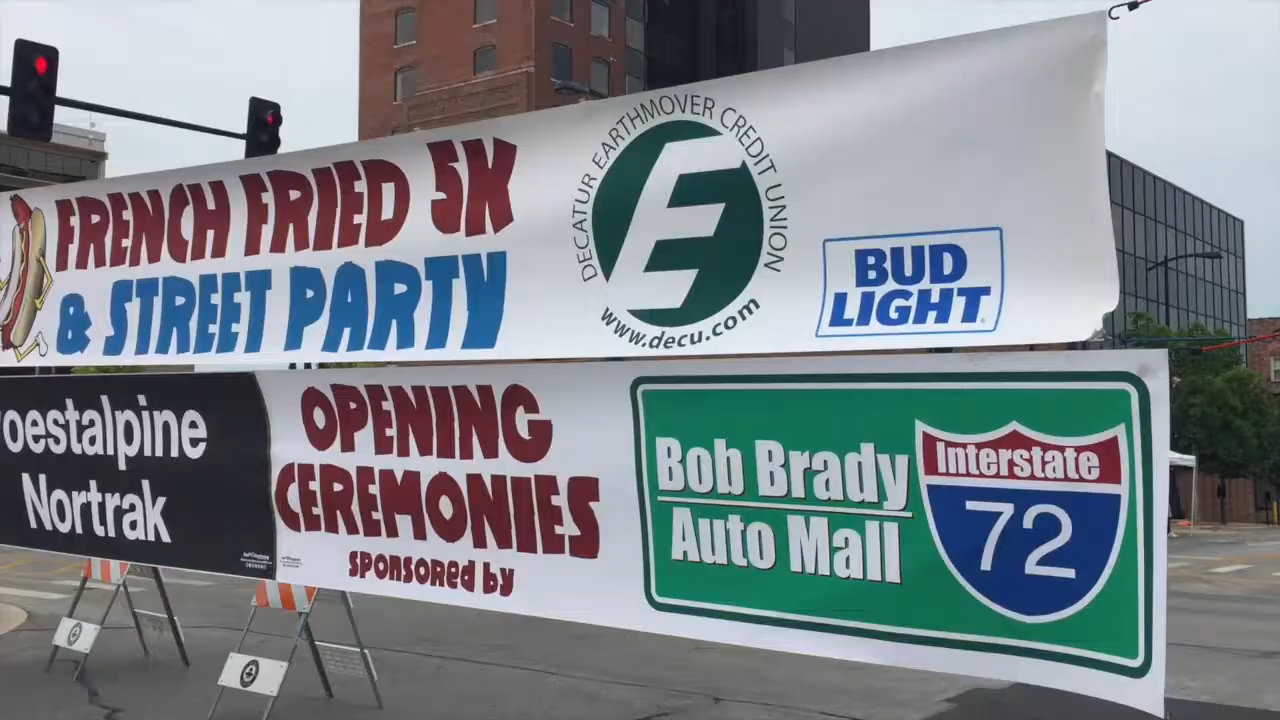 FRENCH FRIED 5K
& STREET PARTY
DECATUR EARTHMOVER CREDIT UNION
E
www.decu.com
BUD
LIGHT
oestalpine
Nortrak
OPENING
CEREMONIES
SPONSORED BY
Bob Brady
Auto Mall
Interstate
72